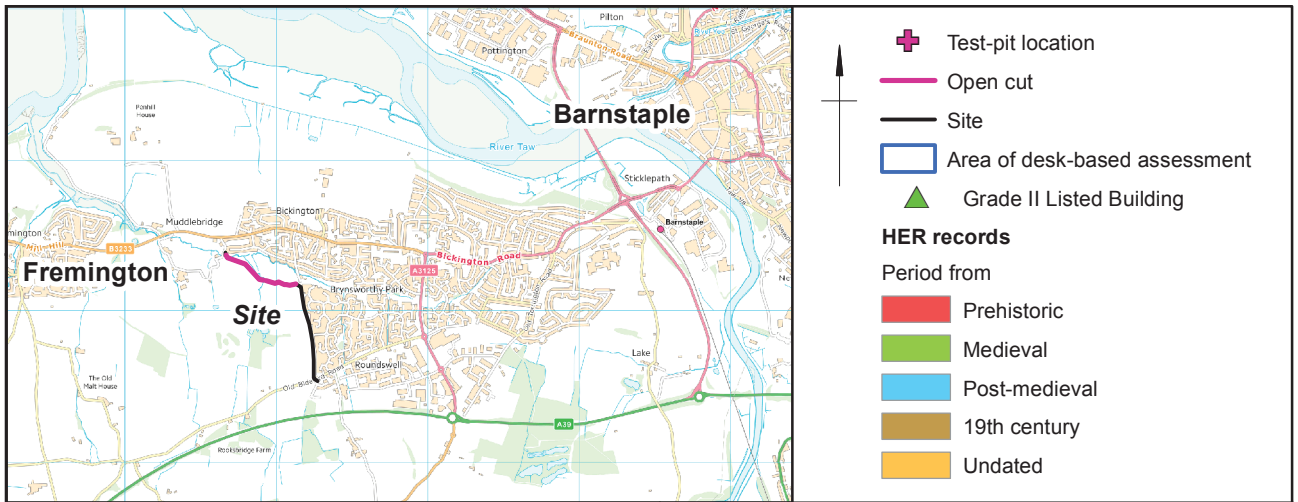 Pilton
Braunton Road
Pottington
Penhill
House
Barnstaple
River Taw
Sticklepath
Barnstaple
Muddlebridge
Bickington
mington
B3233
Bickington Road
A3125
Fremington
Brynsworthy Park
Site
Lake
Roundswell
The Old
Malt House
A39
Rooksbridge Farm
Test-pit location
Open cut
Site
Area of desk-based assessment
Grade II Listed Building
HER records
Period from
Prehistoric
Medieval
Post-medieval
19th century
Undated